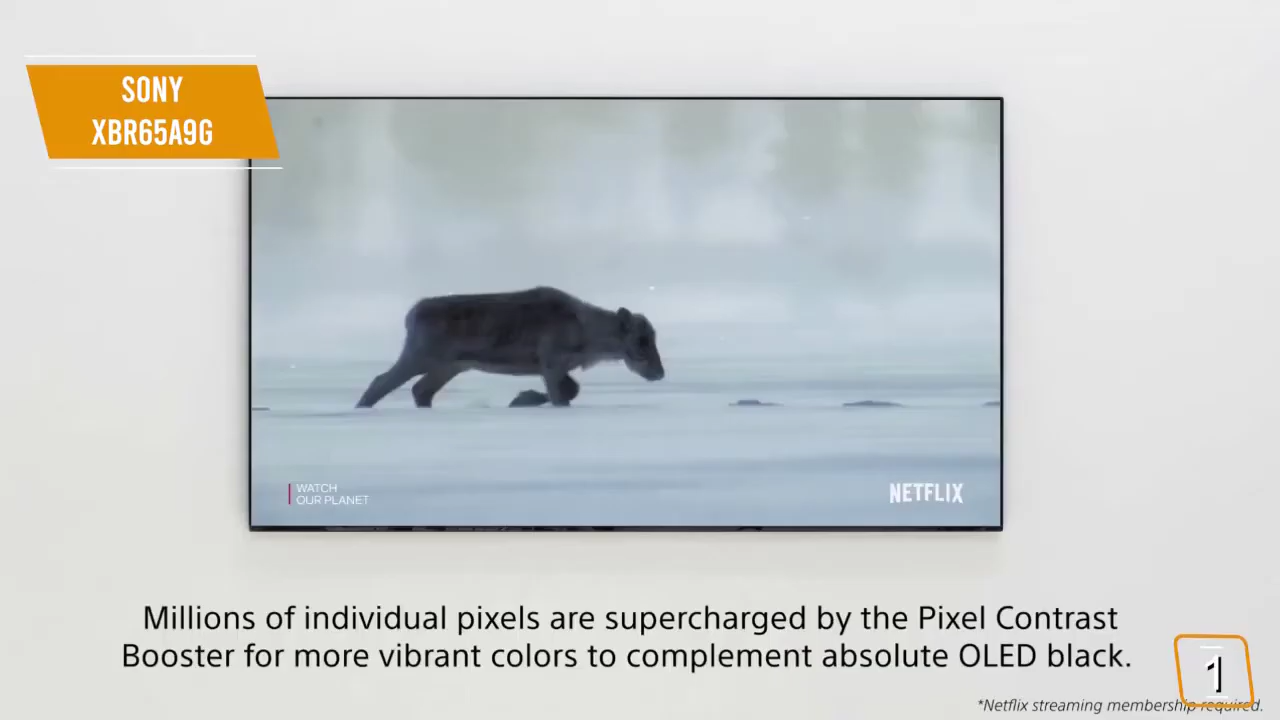 SONY
XBR65A9G
WATCH
OUR PLANET
NETFLIX
Millions of individual pixels are supercharged by the Pixel Contrast
Booster for more vibrant colors to complement absolute OLED black.
1
*Netflix streaming membership required.